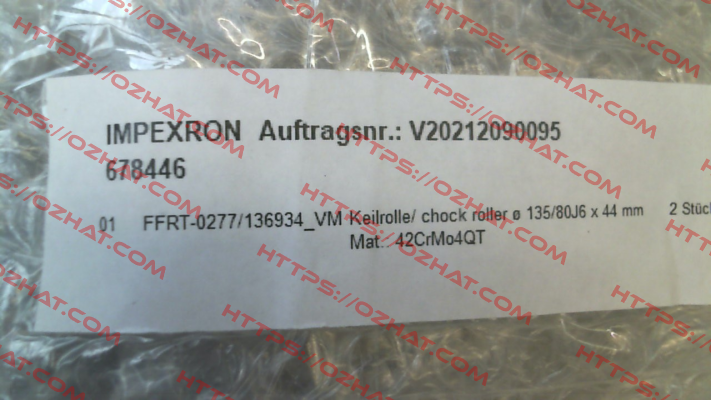 IMPEXRON Auftragsnr.: V20212090095
678446
01 FFRT-0277/136934_VM Keilrolle/ chock roller ø 135/80J6 x 44 mm 2 Stück
Mat.: 42CrMo4QT
HTTPS://OZHAT.COM